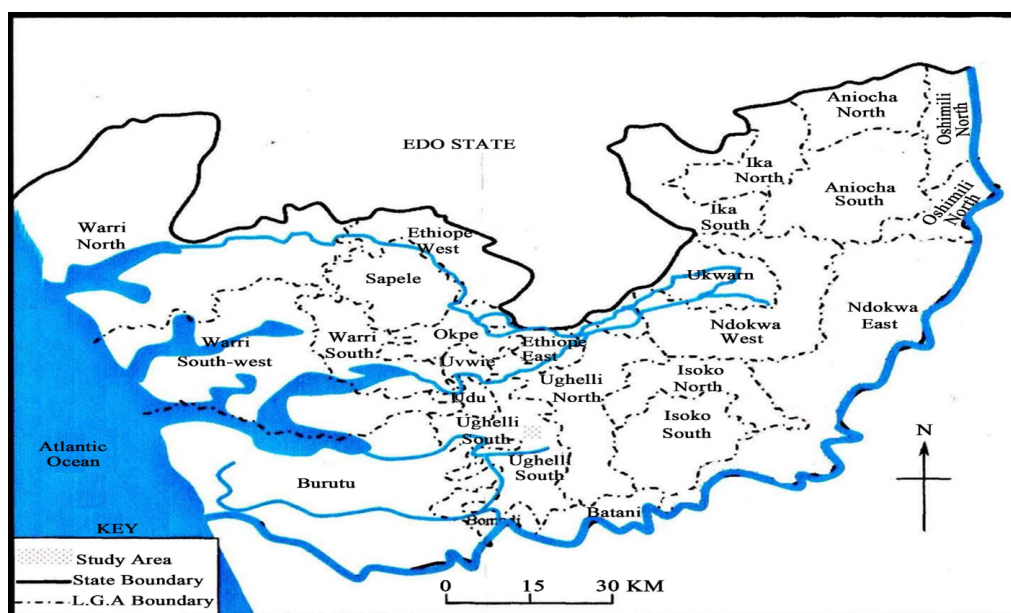 Aniocha
North
Oshimili
North
EDO STATE
Ika
North
Aniocha
South
Oshimili
North
Ika
South
Warri
North
Ethiope
West
Sapele
Ukwarn
Ndokwa
East
Okpe
Ethiope
East
Ndokwa
West
Warri
South-west
Warri
South
Uvwie
Ughelli
North
Isoko
North
Udu
Isoko
South
Ughelli
South
N
Atlantic
Ocean
Ughelli
South
Burutu
Batani
KEY
Study Area
State Boundary
L.G.A Boundary
0 15 30 KM